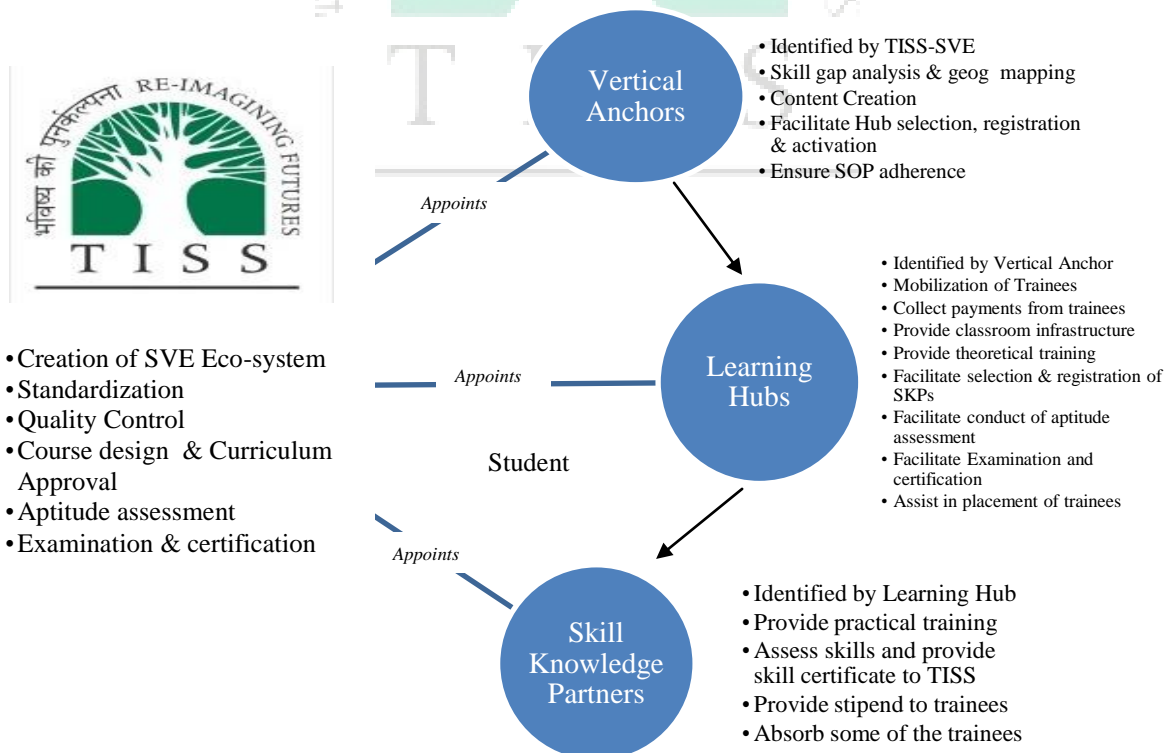 T I S S
भविष्य की पुनर्कल्पना RE-IMAGINING FUTURES
T I S S
•Creation of SVE Eco-system
•Standardization
•Quality Control
•Course design & Curriculum
Approval
•Aptitude assessment
•Examination & certification
Appoints
Appoints
Student
Appoints
Vertical
Anchors
• Identified by TISS-SVE
• Skill gap analysis & geog mapping
• Content Creation
• Facilitate Hub selection, registration
& activation
• Ensure SOP adherence
Learning
Hubs
• Identified by Vertical Anchor
• Mobilization of Trainees
• Collect payments from trainees
• Provide classroom infrastructure
• Provide theoretical training
• Facilitate selection & registration of
SKPs
• Facilitate conduct of aptitude
assessment
• Facilitate Examination and
certification
• Assist in placement of trainees
Skill
Knowledge
Partners
• Identified by Learning Hub
• Provide practical training
• Assess skills and provide
skill certificate to TISS
• Provide stipend to trainees
• Absorb some of the trainees